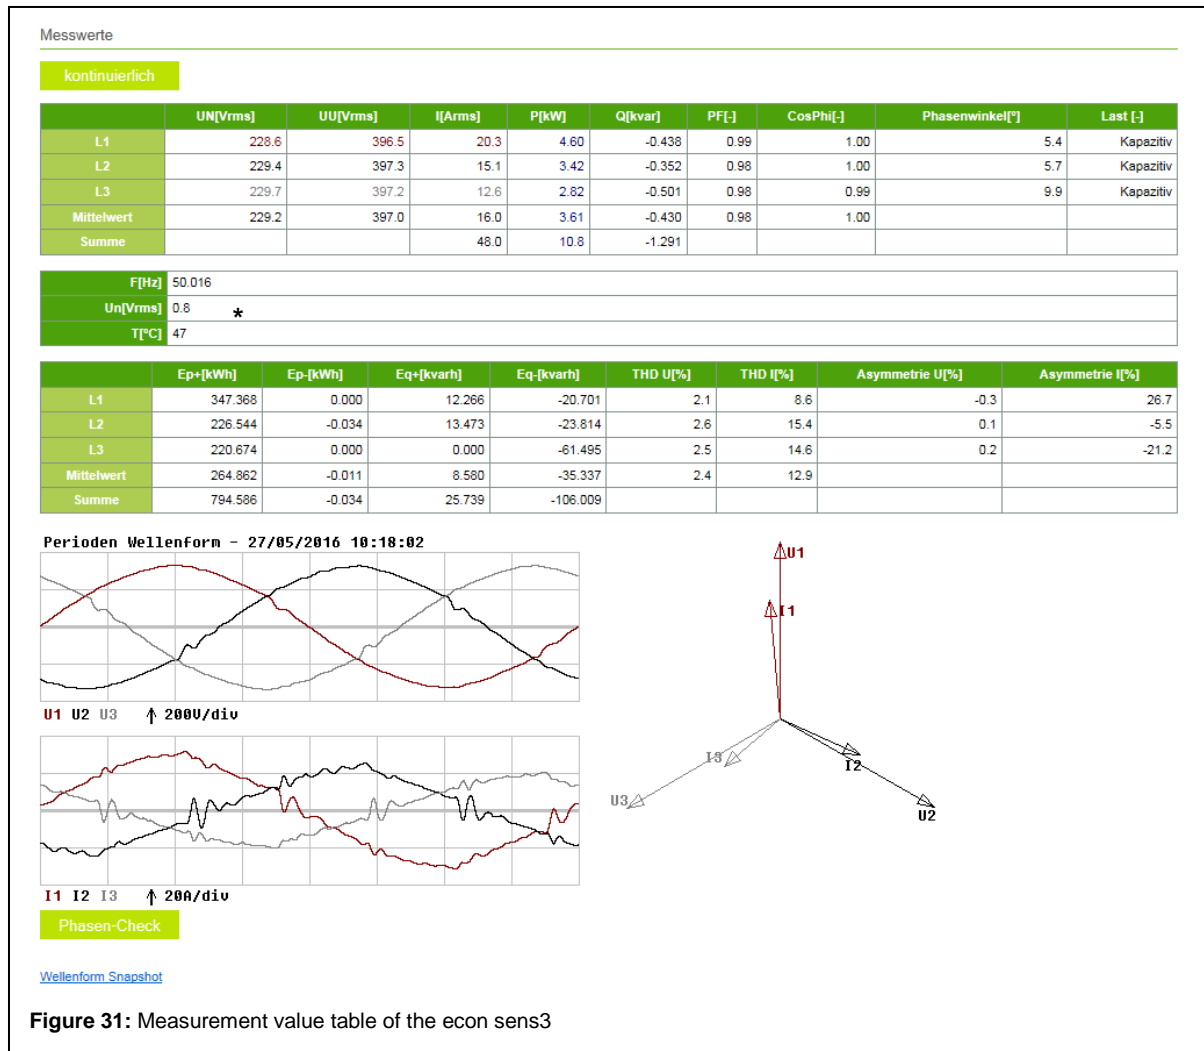 Messwerte
kontinuierlich
UN[Vrms] UU[Vrms] I[Arms] P[kW] Q[kvar] PF[-] CosPhi[-] Phasenwinkel[°] Last [-]
L1 228.6 396.5 20.3 4.60 -0.438 0.99 1.00 5.4 Kapazitiv
L2 229.4 397.3 15.1 3.42 -0.352 0.98 1.00 5.7 Kapazitiv
L3 229.7 397.2 12.6 2.82 -0.501 0.98 0.99 9.9 Kapazitiv
Mittelwert 229.2 397.0 16.0 3.61 -0.430 0.98 1.00
Summe 48.0 10.8 -1.291
F[Hz] 50.016
Un[Vrms] 0.8 *
T[°C] 47
Ep+[kWh] Ep-[kWh] Eq+[kvarh] Eq-[kvarh] THD U[%] THD I[%] Asymmetrie U[%] Asymmetrie I[%]
L1 347.368 0.000 12.266 -20.701 2.1 8.6 -0.3 26.7
L2 226.544 -0.034 13.473 -23.814 2.6 15.4 0.1 -5.5
L3 220.674 0.000 0.000 -61.495 2.5 14.6 0.2 -21.2
Mittelwert 264.862 -0.011 8.580 -35.337 2.4 12.9
Summe 794.586 -0.034 25.739 -106.009
Perioden Wellenform - 27/05/2016 10:18:02
U1 U2 U3 ↑ 200V/div
I1 I2 I3 ↑ 20A/div
U1
I1
I3
I2
U3
U2
Phasen-Check
Wellenform Snapshot
Figure 31: Measurement value table of the econ sens3